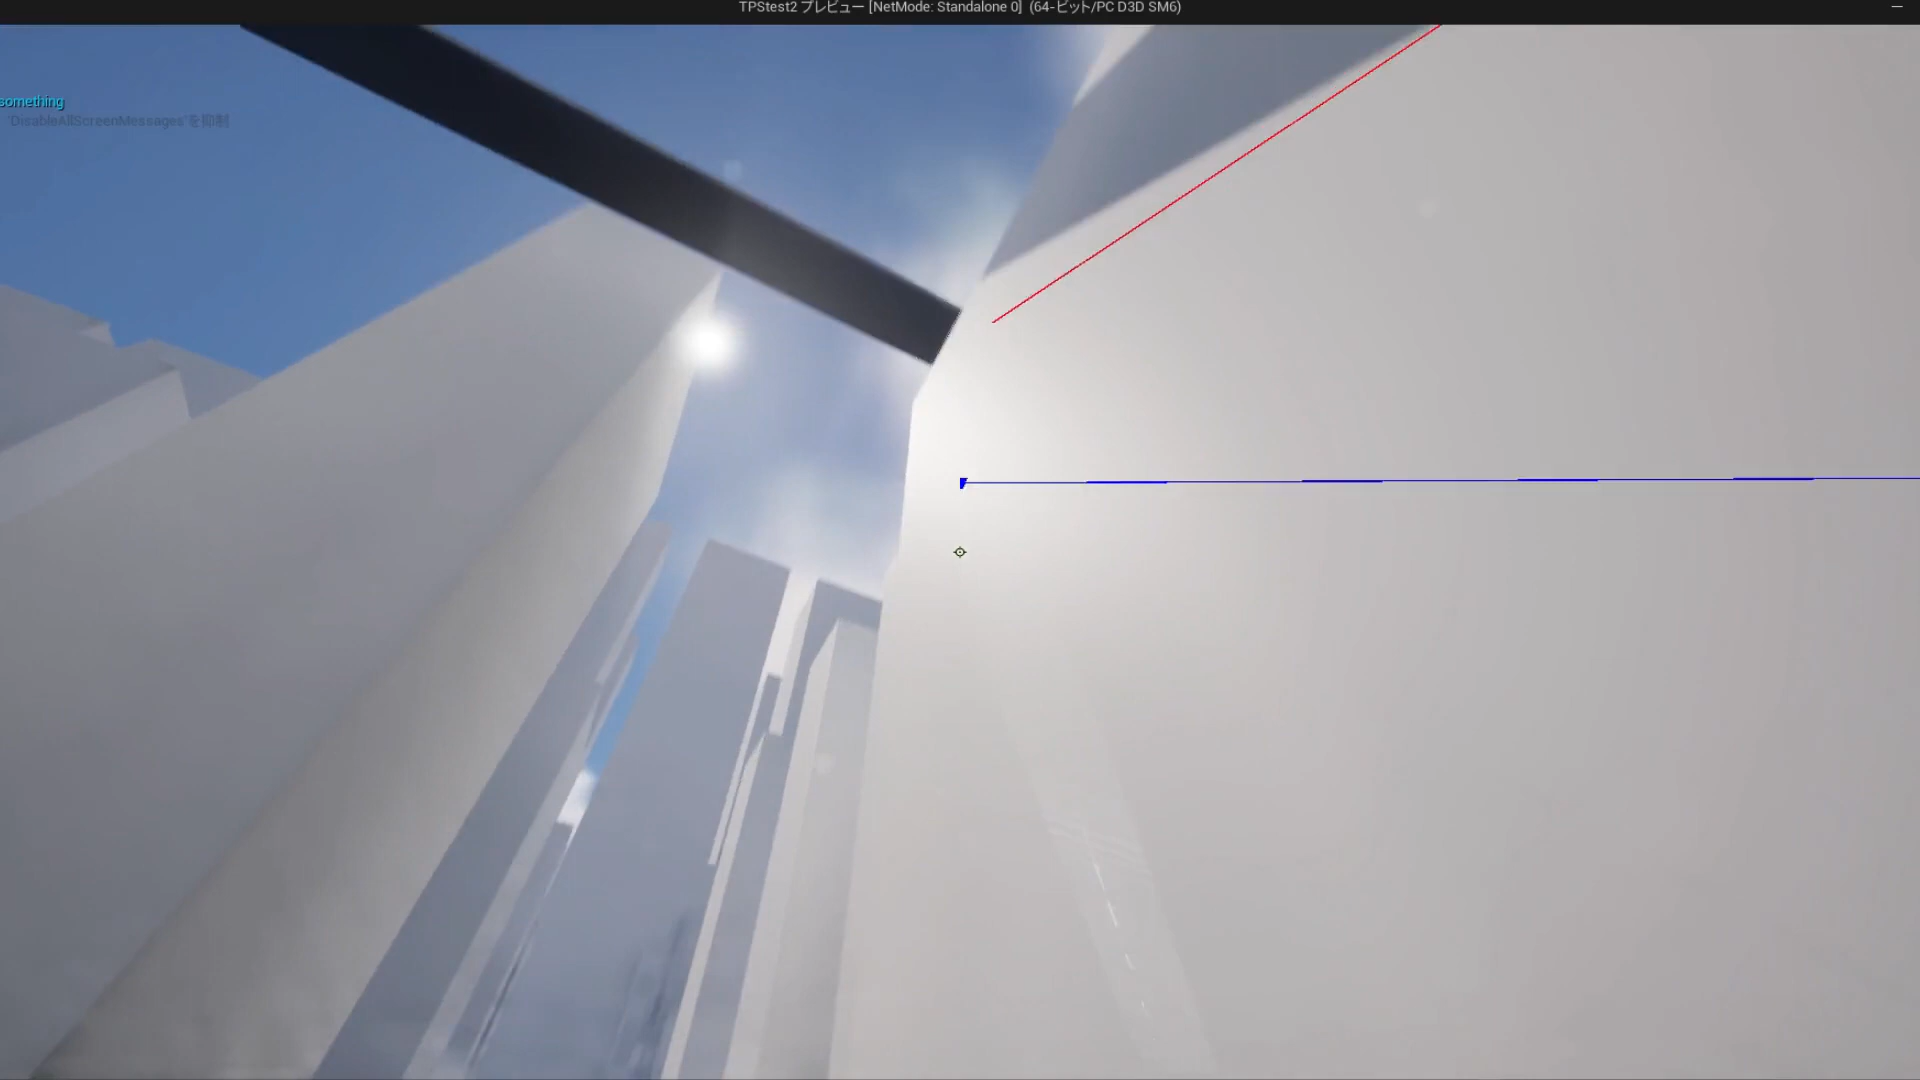 TPStest2 プレビュー [NetMode: Standalone 0] (64-ビット/PC D3D SM6)
something
'DisableAllScreenMessages'を抑制